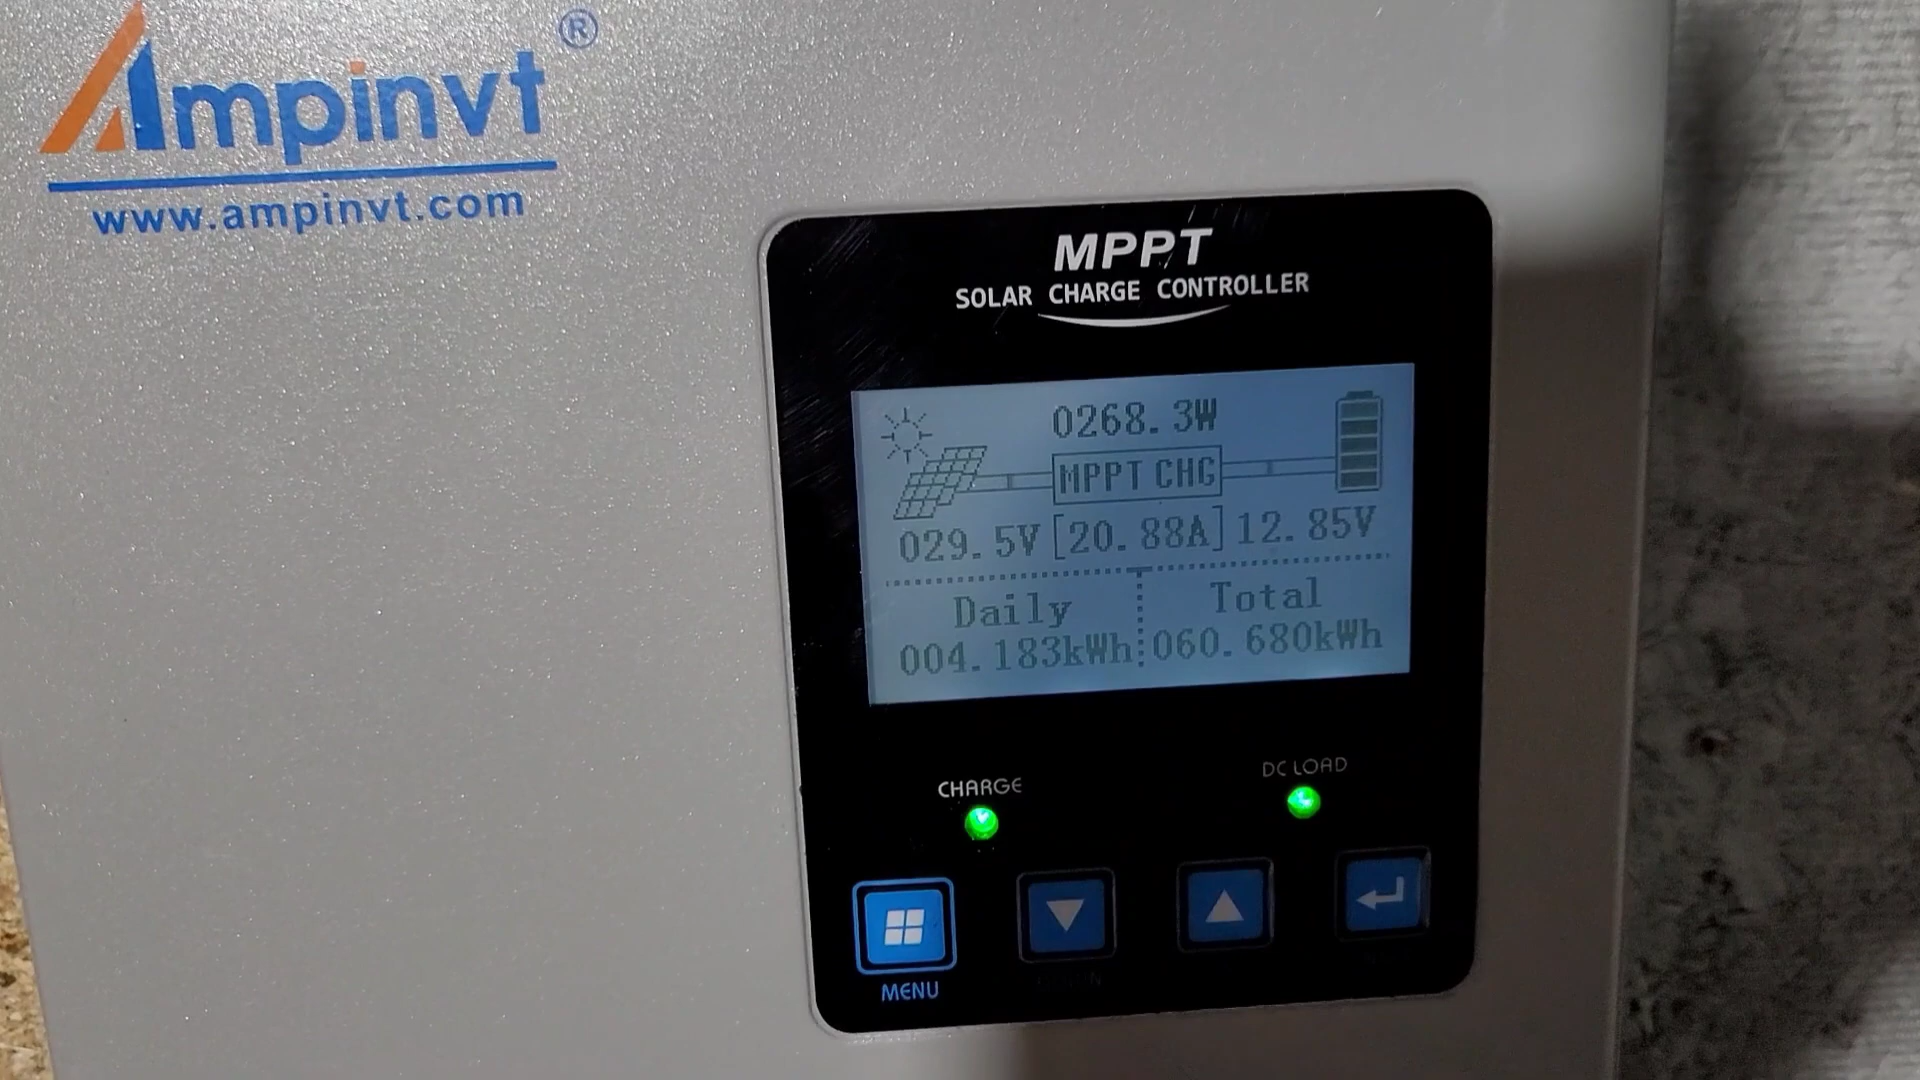 Ampinvt®
www.ampinvt.com
MPPT
SOLAR CHARGE CONTROLLER
0268.3W
MPPT CHG
029.5V [20.88A] 12.85V
Daily Total
004.183kWh 060.680kWh
CHARGE DC LOAD
MENU